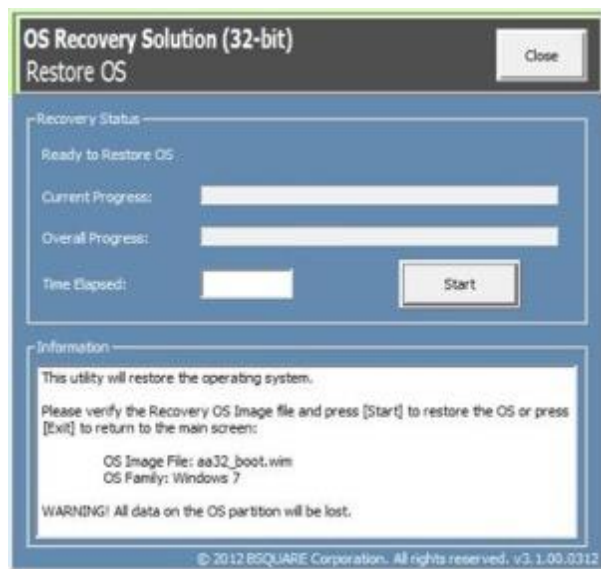 OS Recovery Solution (32-bit)
Restore OS
Close
Recovery Status
Ready to Restore OS
Current Progress:
Overall Progress:
Time Elapsed:
Start
Information
This utility will restore the operating system.
Please verify the Recovery OS Image file and press [Start] to restore the OS or press
[Exit] to return to the main screen:
OS Image File: aa32_boot.wim
OS Family: Windows 7
WARNING! All data on the OS partition will be lost.
© 2012 BSQUARE Corporation. All rights reserved. v3.1.00.0312